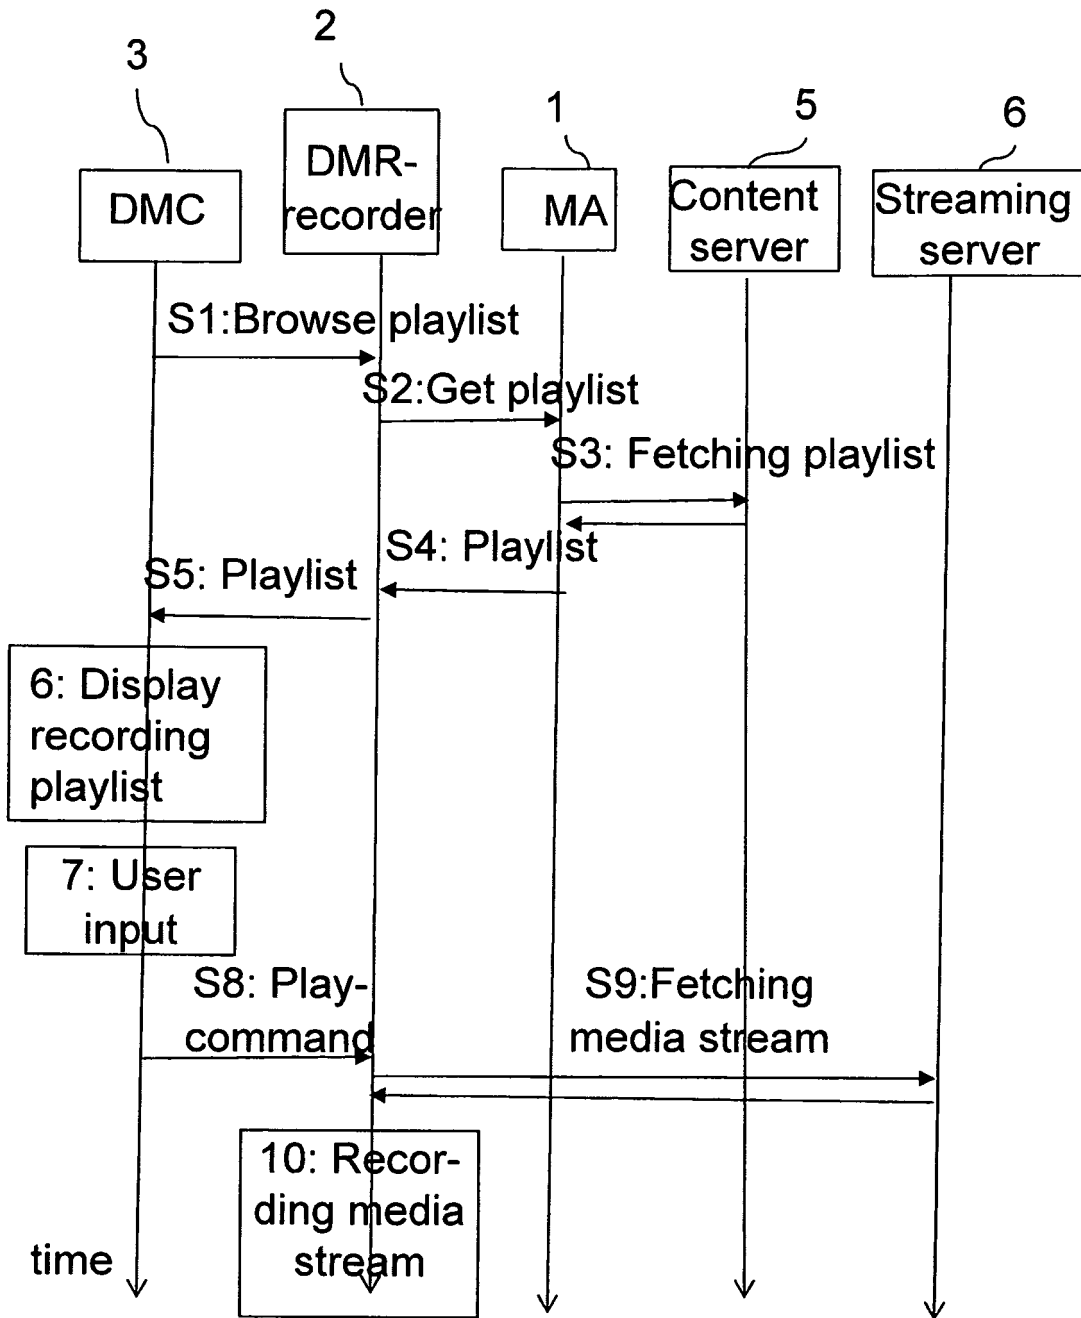 3
2
1
5
6
DMC
DMR-
recorder
MA
Content
server
Streaming
server
S1:Browse playlist
S2:Get playlist
S3: Fetching playlist
S4: Playlist
S5: Playlist
6: Display
recording
playlist
7: User
input
S8: Play-
command
S9:Fetching
media stream
10: Recor-
ding media
stream
time